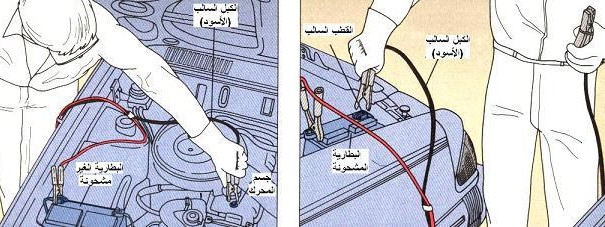 الكبل السالب
(الأسود)
البطارية الغير
مشحونة
جسم
المحرك
القطب السالب
الكبل السالب
(الأسود)
البطارية
المشحونة